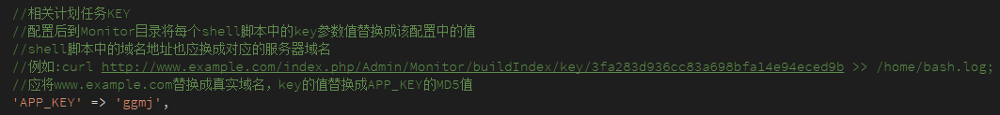 //相关计划任务KEY
//配置后到Monitor目录将每个shell脚本中的key参数值替换成该配置中的值
//shell脚本中的域名地址也应换成对应的服务器域名
//例如:curl http://www.example.com/index.php/Admin/Monitor/buildIndex/key/3fa283d936cc83a698bfa14e94eced9b >> /home/bash.log;
//应将www.example.com替换成真实域名，key的值替换成APP_KEY的MD5值
'APP_KEY' => 'ggmj',